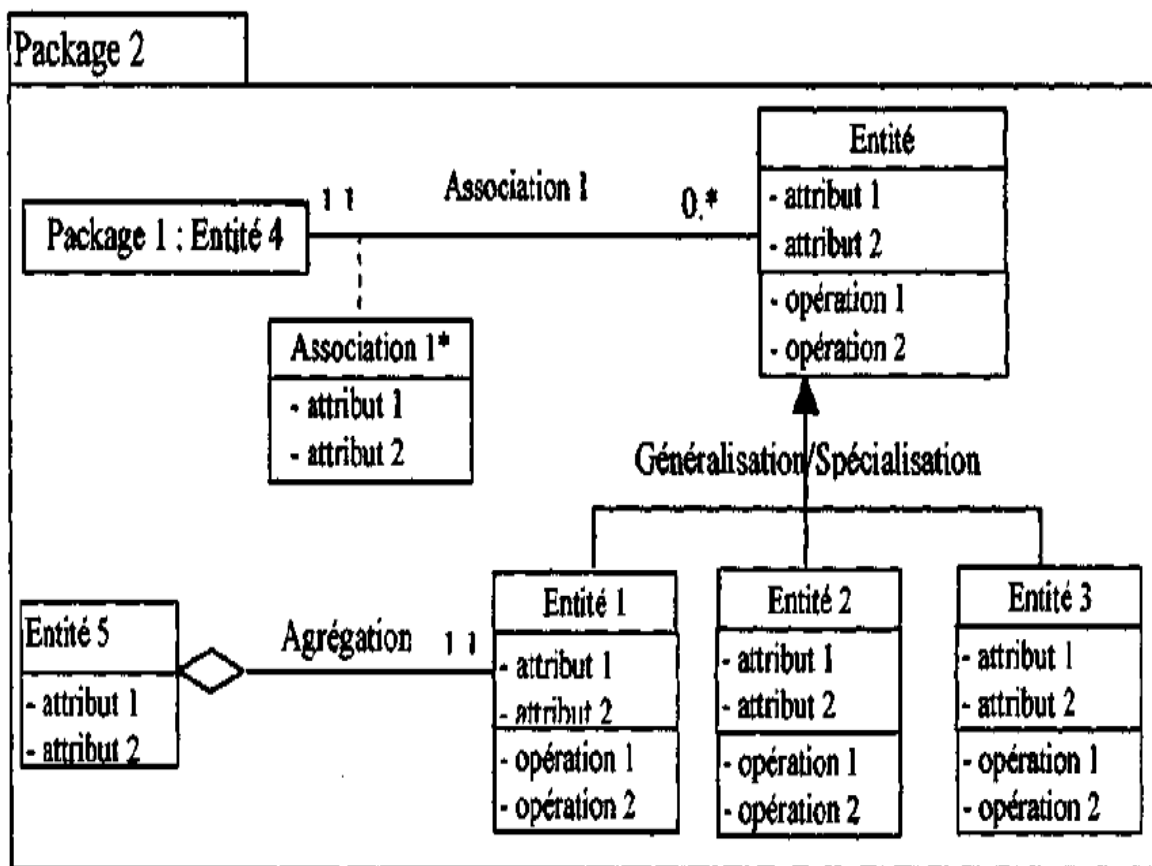 Package 2
Entité
- attribut 1
- attribut 2
- opération 1
- opération 2
1 1
Association 1
0.*
Package 1 : Entité 4
Association 1*
- attribut 1
- attribut 2
Généralisation/Spécialisation
Entité 5
- attribut 1
- attribut 2
Agrégation
1 1
Entité 1
- attribut 1
- attribut 2
- opération 1
- opération 2
Entité 2
- attribut 1
- attribut 2
- opération 1
- opération 2
Entité 3
- attribut 1
- attribut 2
- opération 1
- opération 2